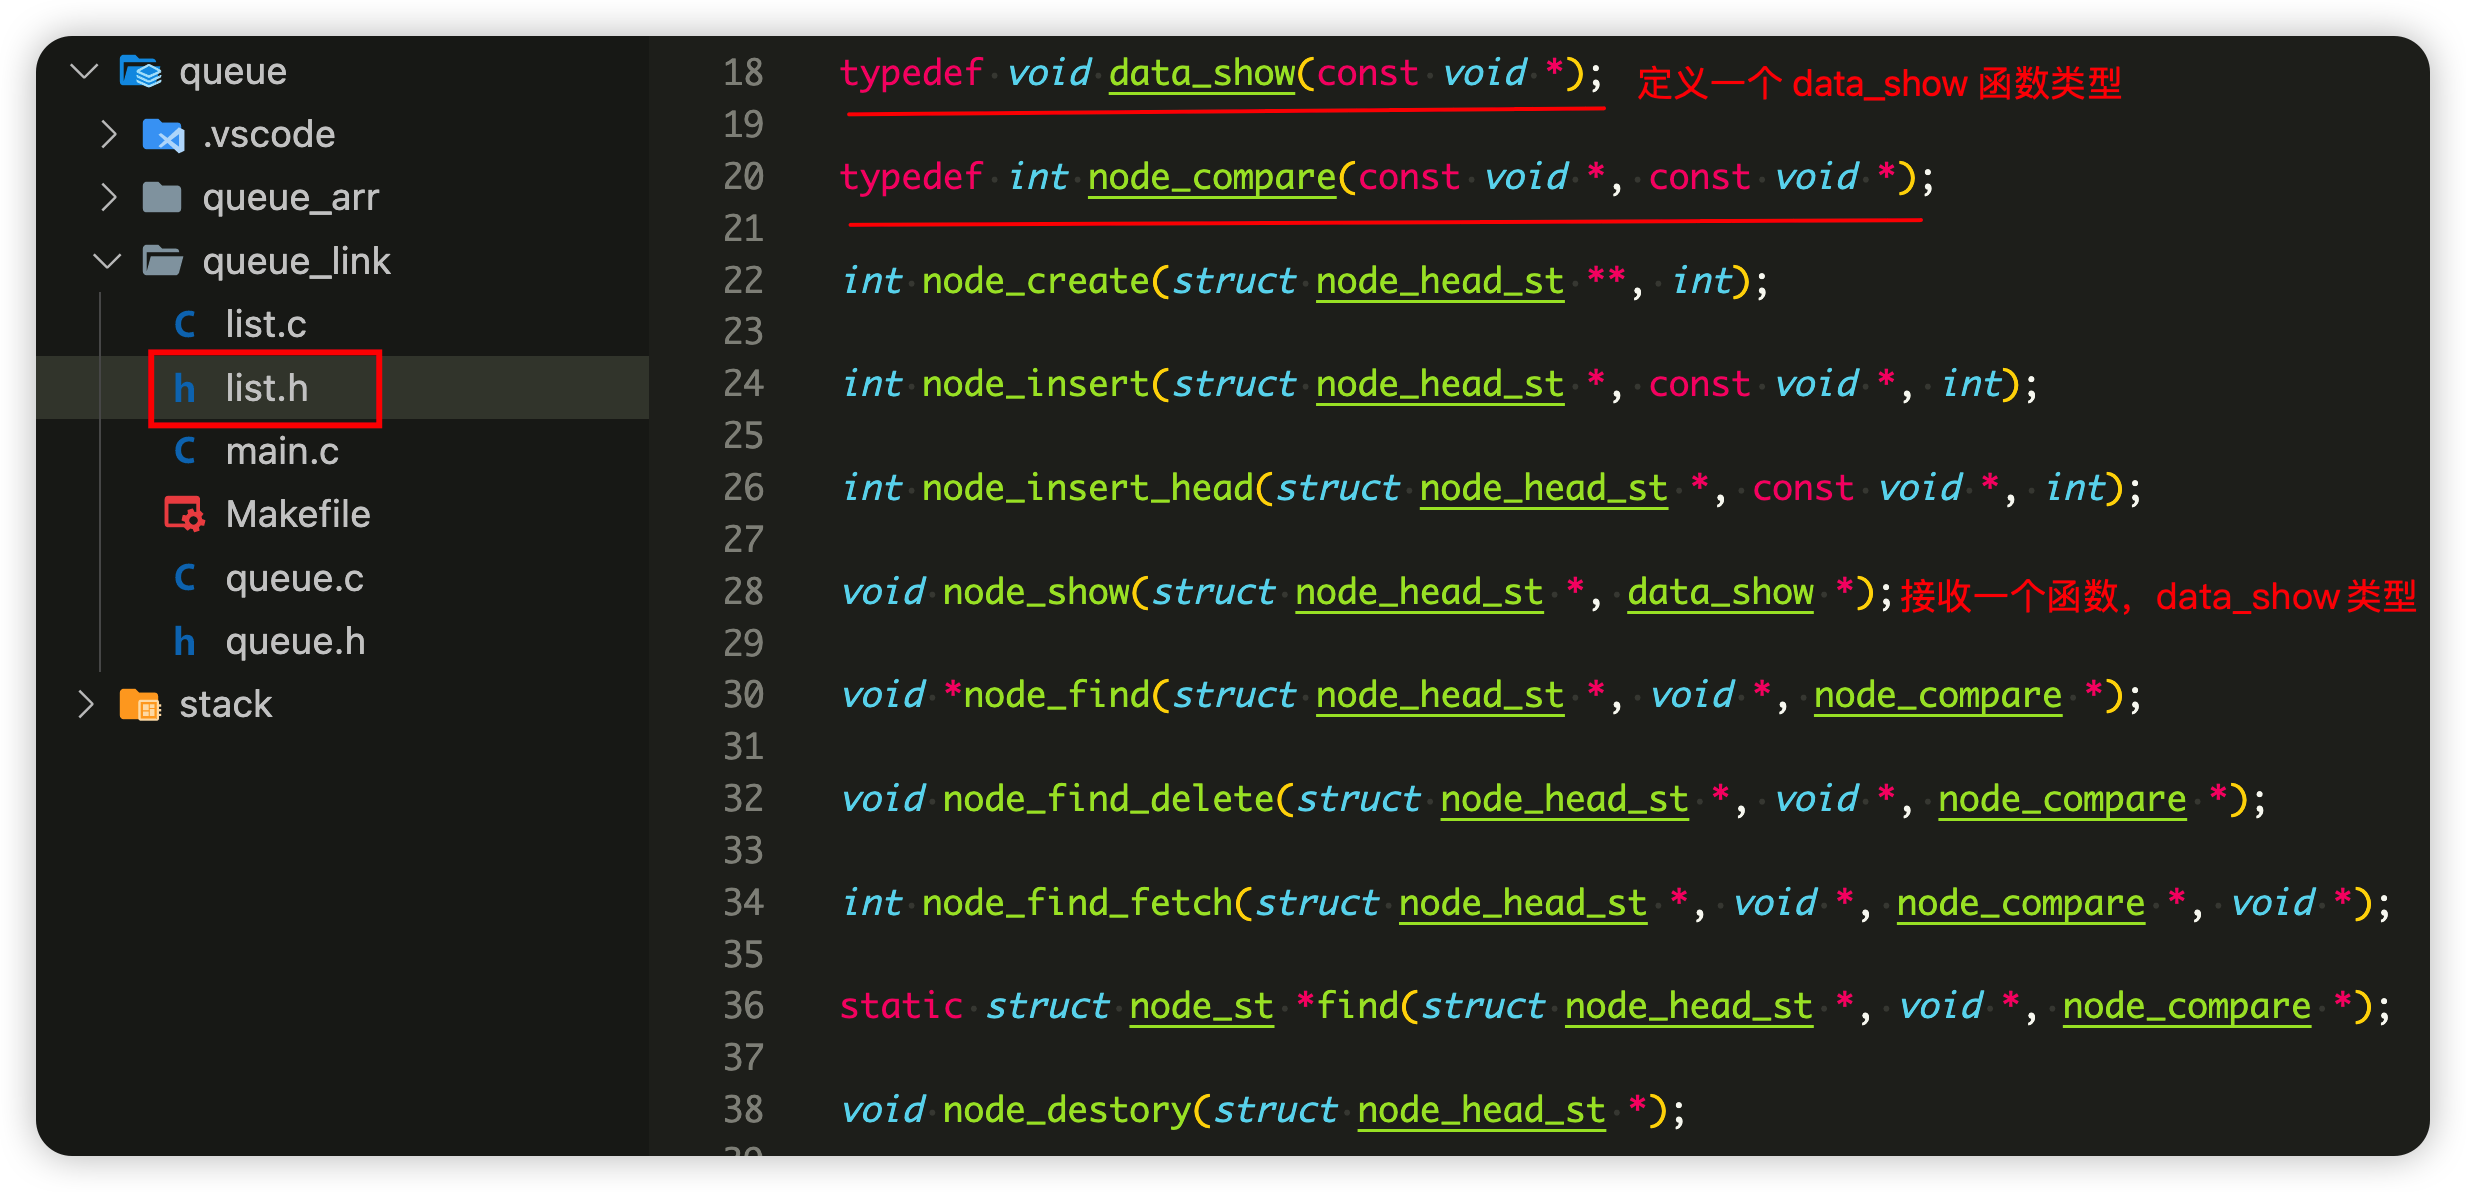 queue
.vscode
queue_arr
queue_link
list.c
list.h
main.c
Makefile
queue.c
queue.h
stack
18 typedef void data_show(const void *); 定义一个 data_show 函数类型
19
20 typedef int node_compare(const void *, const void *);
21
22 int node_create(struct node_head_st **, int);
23
24 int node_insert(struct node_head_st *, const void *, int);
25
26 int node_insert_head(struct node_head_st *, const void *, int);
27
28 void node_show(struct node_head_st *, data_show *); 接收一个函数，data_show 类型
29
30 void *node_find(struct node_head_st *, void *, node_compare *);
31
32 void node_find_delete(struct node_head_st *, void *, node_compare *);
33
34 int node_find_fetch(struct node_head_st *, void *, node_compare *, void *);
35
36 static struct node_st *find(struct node_head_st *, void *, node_compare *);
37
38 void node_destory(struct node_head_st *);